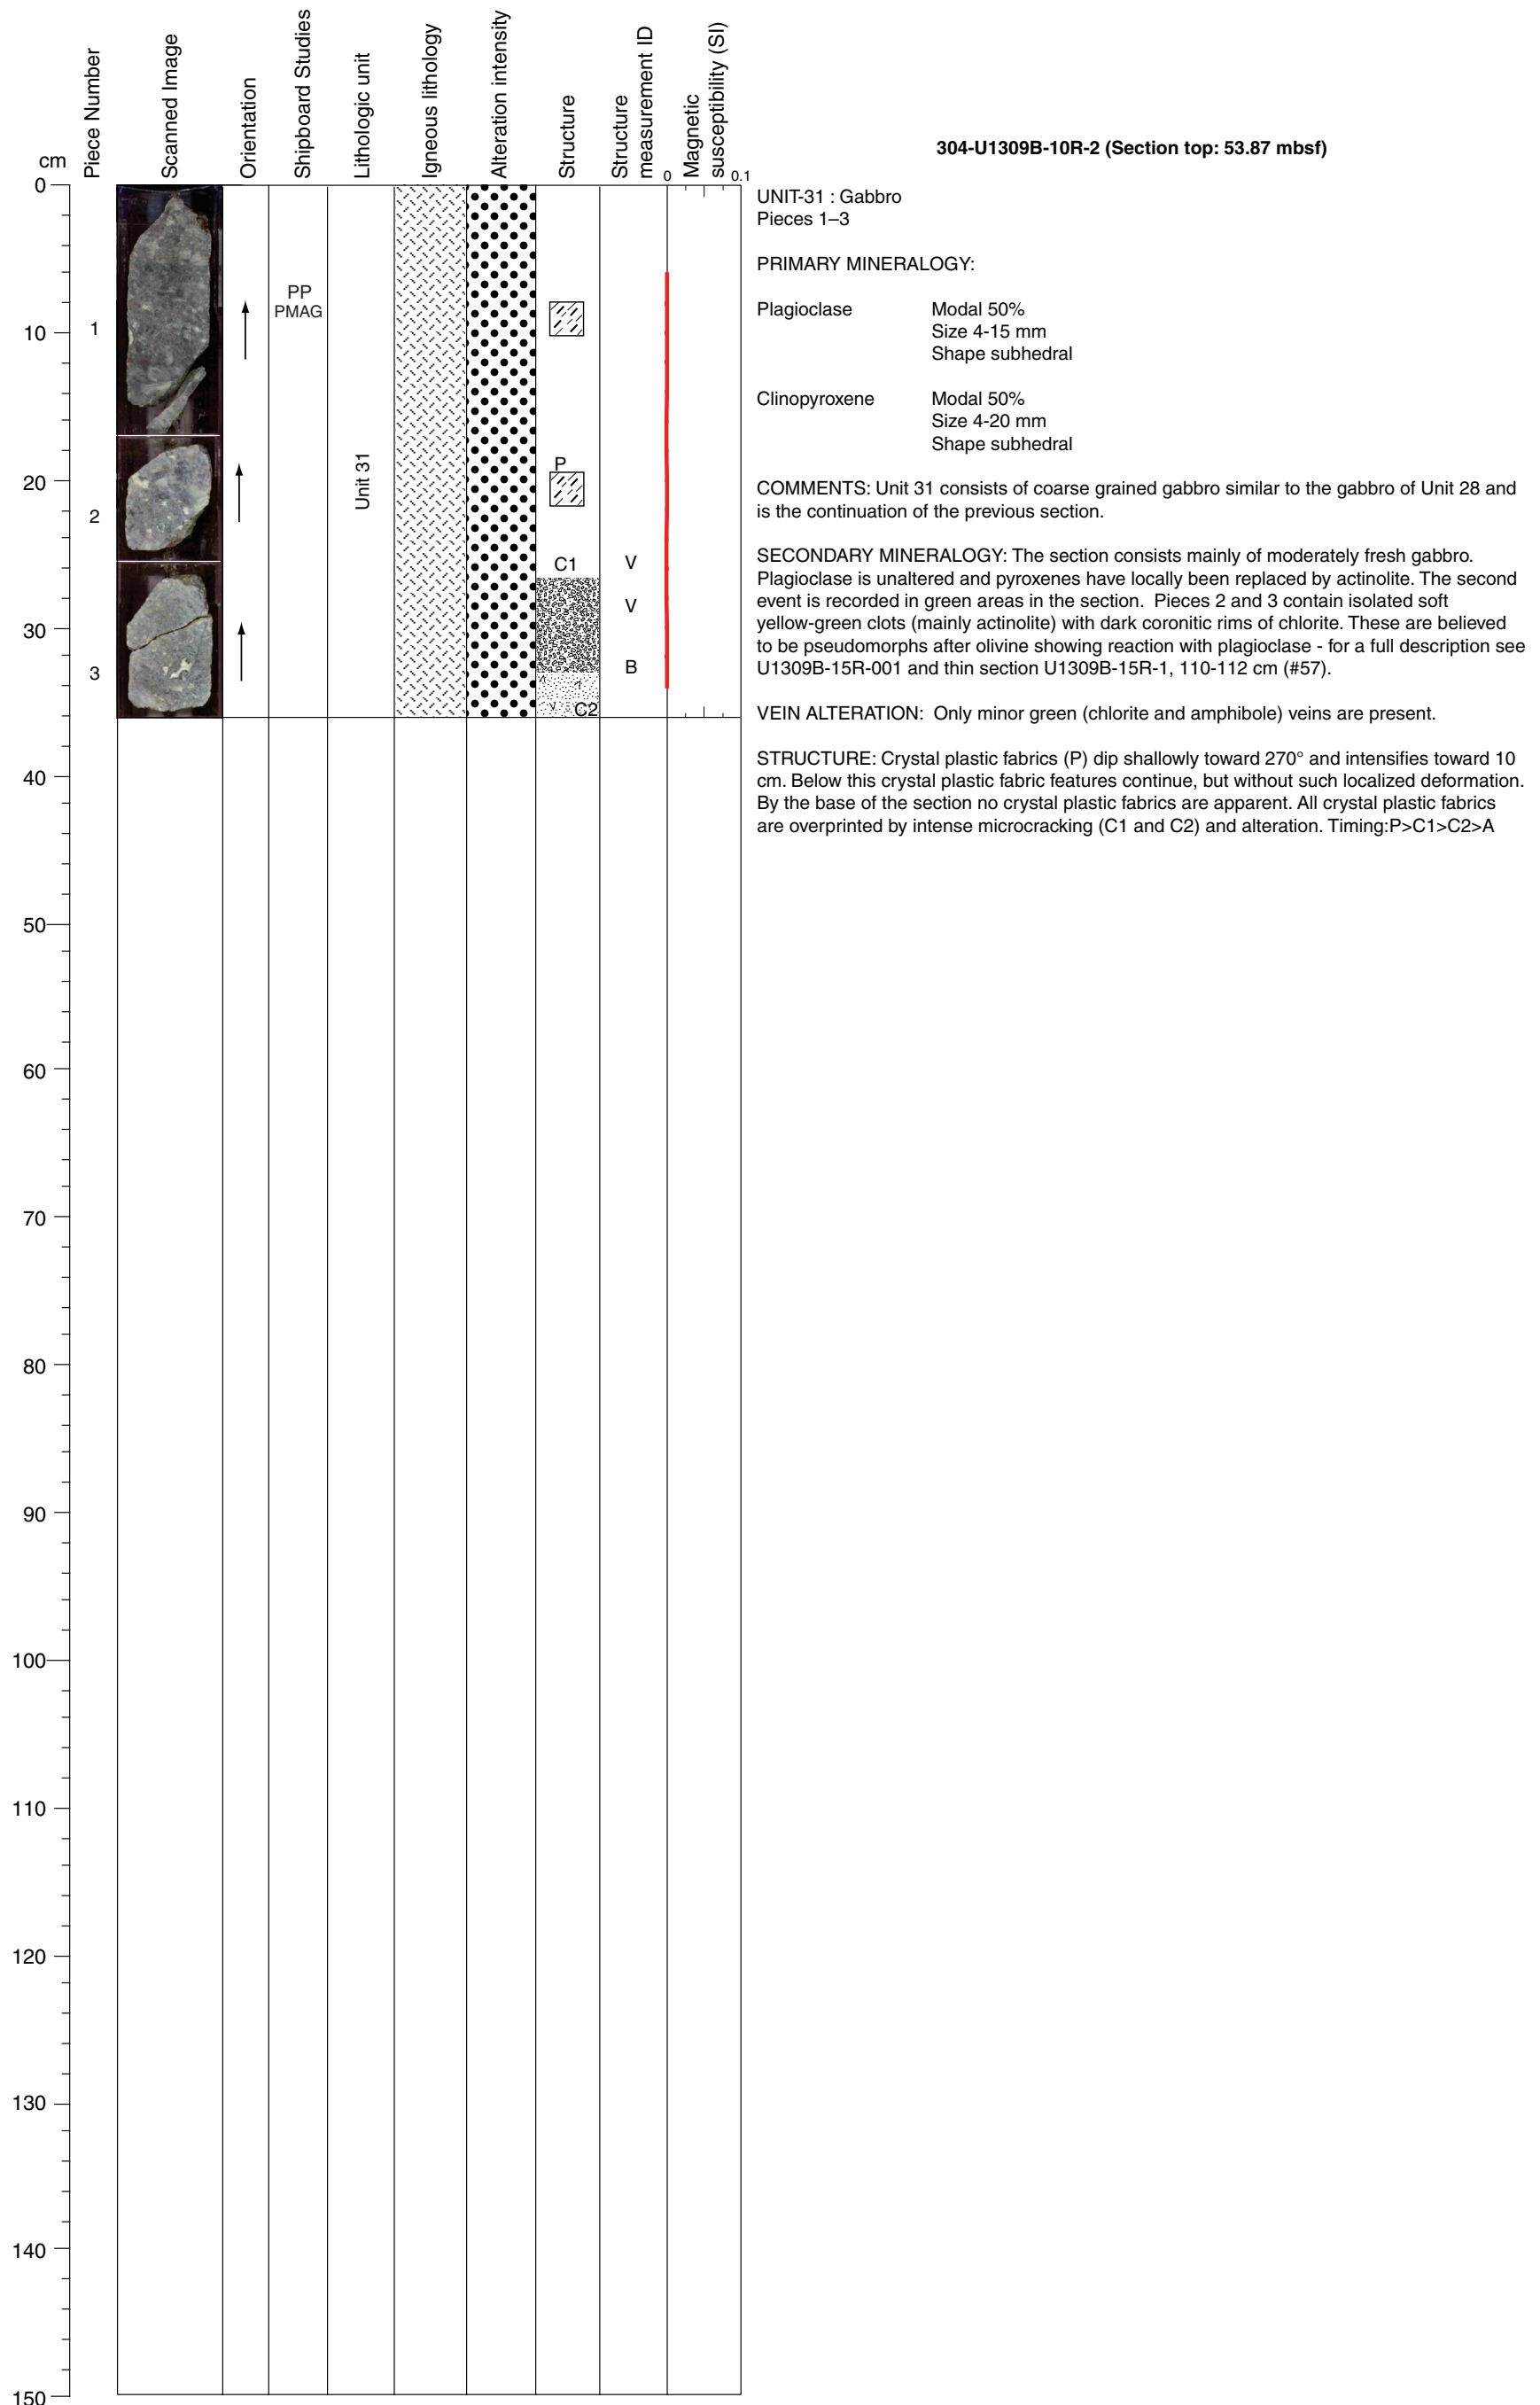 cm
Piece Number
Scanned Image
Orientation
Shipboard Studies
Lithologic unit
Igneous lithology
Alteration intensity
Structure
Structure
measurement ID
Magnetic
susceptibility (SI)
0
0.1
0
10
20
30
40
50
60
70
80
90
100
110
120
130
140
150
1
2
3
PP
PMAG
Unit 31
P
C1
C2
V
V
B
304-U1309B-10R-2 (Section top: 53.87 mbsf)
UNIT-31 : Gabbro
Pieces 1–3
PRIMARY MINERALOGY:
Plagioclase Modal 50%
Size 4-15 mm
Shape subhedral
Clinopyroxene Modal 50%
Size 4-20 mm
Shape subhedral
COMMENTS: Unit 31 consists of coarse grained gabbro similar to the gabbro of Unit 28 and
is the continuation of the previous section.
SECONDARY MINERALOGY: The section consists mainly of moderately fresh gabbro.
Plagioclase is unaltered and pyroxenes have locally been replaced by actinolite. The second
event is recorded in green areas in the section. Pieces 2 and 3 contain isolated soft
yellow-green clots (mainly actinolite) with dark coronitic rims of chlorite. These are believed
to be pseudomorphs after olivine showing reaction with plagioclase - for a full description see
U1309B-15R-001 and thin section U1309B-15R-1, 110-112 cm (#57).
VEIN ALTERATION: Only minor green (chlorite and amphibole) veins are present.
STRUCTURE: Crystal plastic fabrics (P) dip shallowly toward 270° and intensifies toward 10
cm. Below this crystal plastic fabric features continue, but without such localized deformation.
By the base of the section no crystal plastic fabrics are apparent. All crystal plastic fabrics
are overprinted by intense microcracking (C1 and C2) and alteration. Timing:P>C1>C2>A